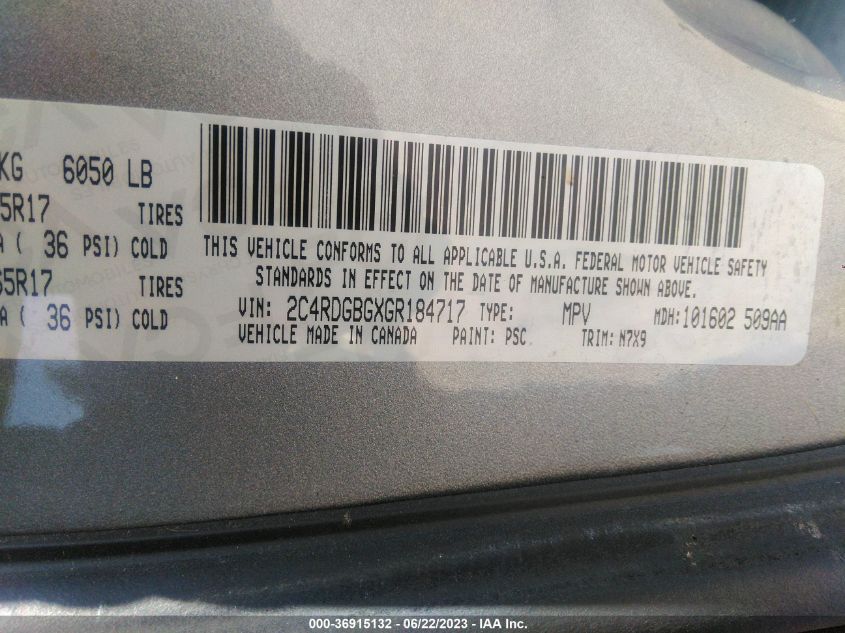 KG 6050 LB
5R17 TIRES
A ( 36 PSI) COLD
65R17 TIRES
A ( 36 PSI) COLD
THIS VEHICLE CONFORMS TO ALL APPLICABLE U.S.A. FEDERAL MOTOR VEHICLE SAFETY
STANDARDS IN EFFECT ON THE DATE OF MANUFACTURE SHOWN ABOVE.
VIN: 2C4RDGBGXGR184717 TYPE: MPV MDH:101602 509AA
VEHICLE MADE IN CANADA PAINT: PSC TRIM: N7X9
000-36915132 - 06/22/2023 - IAA Inc.